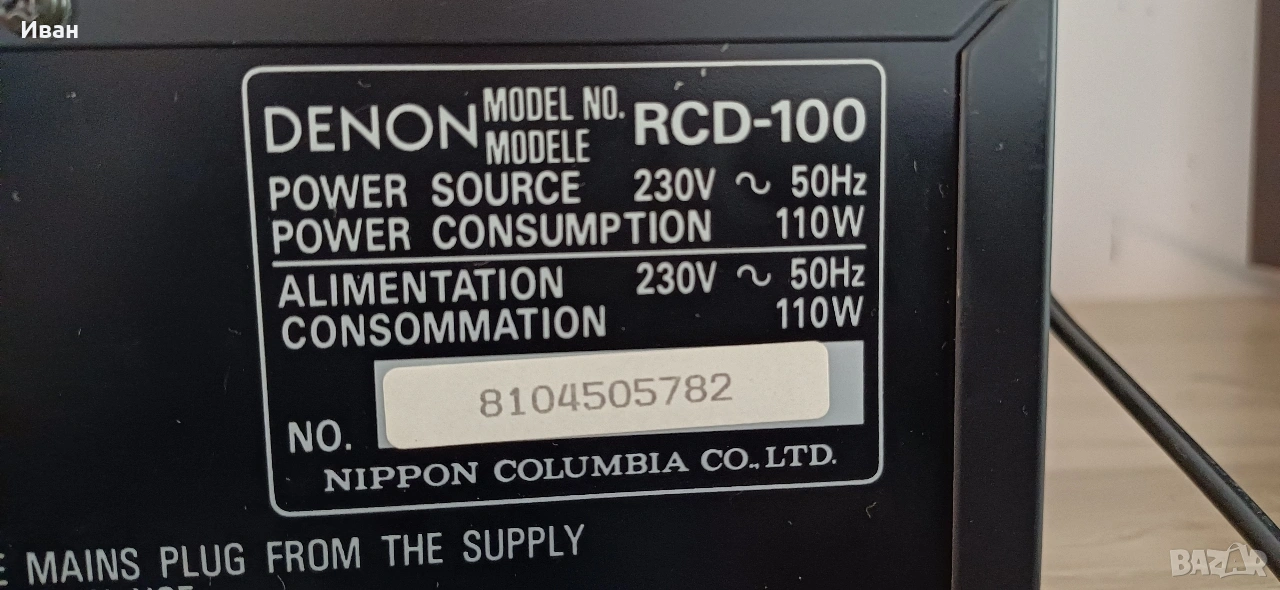 Иван
DENON MODEL NO. RCD-100
MODELE
POWER SOURCE 230V ~ 50Hz
POWER CONSUMPTION 110W
ALIMENTATION 230V ~ 50Hz
CONSOMMATION 110W
8104505782
NO.
NIPPON COLUMBIA CO., LTD.
MAINS PLUG FROM THE SUPPLY
BAZAR